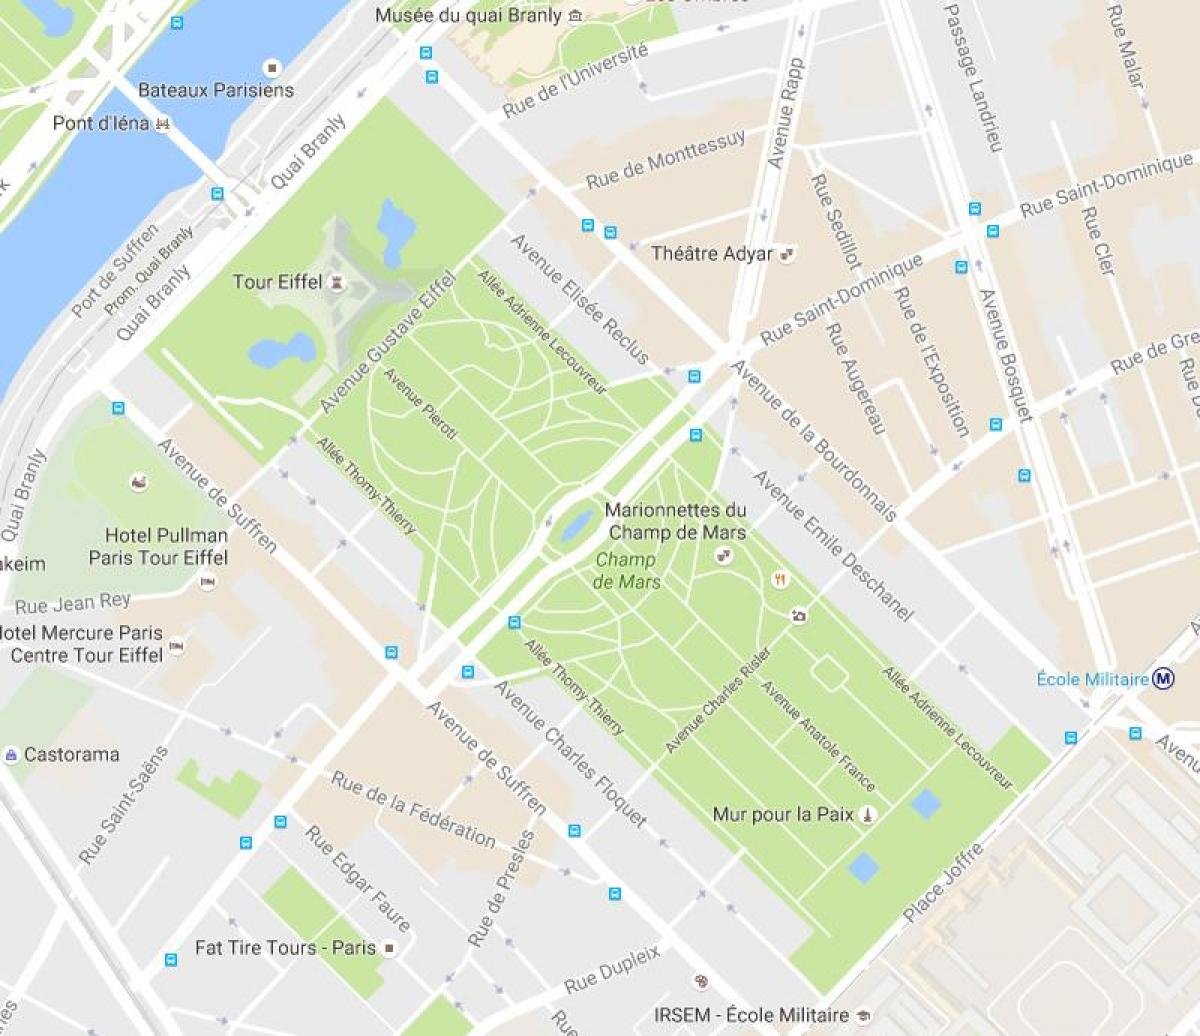 Musée du quai Branly
Bateaux Parisiens
Pont d'Iéna
Quai Branly
Rue de l'Université
Avenue Rapp
Passage Landrieu
Rue Malar
Rue de Monttessuy
Rue Saint-Dominique
Rue Sedillot
Rue Cler
Port de Suffren
Prom. Quai Branly
Quai Branly
Tour Eiffel
Théâtre Adyar
Avenue Elisée Reclus
Allée Adrienne Lecouvreur
Avenue Gustave Eiffel
Rue Saint-Dominique
Rue de l'Exposition
Rue Augereau
Avenue Bosquet
Rue de Gre
Avenue Pieroti
Avenue de la Bourdonnais
Allée Thomy-Thierry
Quai Branly
Avenue de Suffren
Hotel Pullman
Paris Tour Eiffel
akeim
Rue Jean Rey
Hotel Mercure Paris
Centre Tour Eiffel
Marionnettes du
Champ de Mars
Champ
de Mars
Avenue Emile Deschanel
École Militaire
M
Allée Thomy-Thierry
Avenue Charles Risler
Avenue Anatole France
Allée Adrienne Lecouvreur
Avenue Charles Floquet
Avenue de Suffren
Castorama
Rue Saint-Saëns
Rue de la Fédération
Rue Edgar Faure
Rue de Presles
Mur pour la Paix
Place Joffre
Avenu
Fat Tire Tours - Paris
Rue Dupleix
IRSEM - École Militaire
Rue